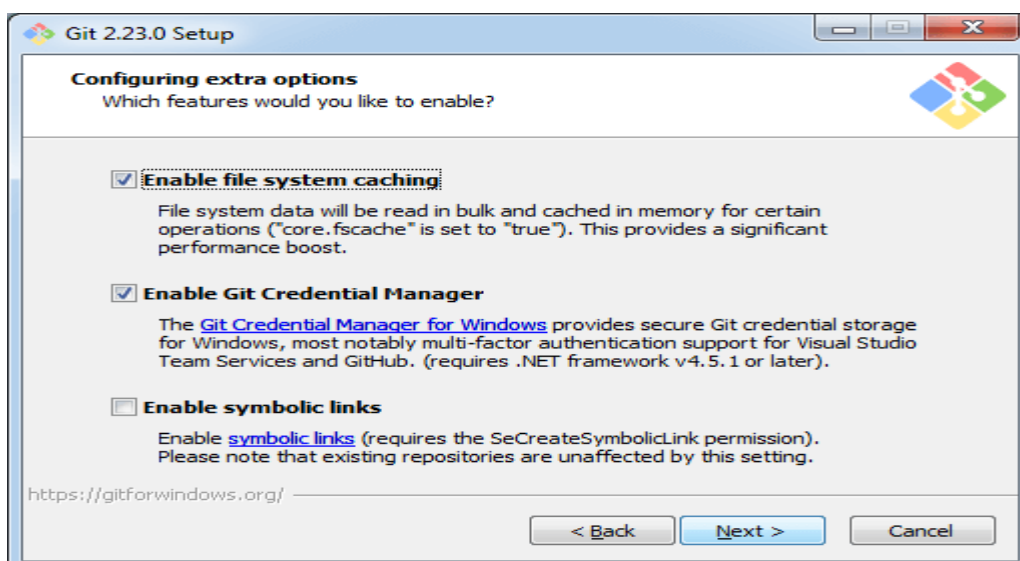 Git 2.23.0 Setup
Configuring extra options
Which features would you like to enable?
Enable file system caching
File system data will be read in bulk and cached in memory for certain
operations ("core.fscache" is set to "true"). This provides a significant
performance boost.
Enable Git Credential Manager
The Git Credential Manager for Windows provides secure Git credential storage
for Windows, most notably multi-factor authentication support for Visual Studio
Team Services and GitHub. (requires .NET framework v4.5.1 or later).
Enable symbolic links
Enable symbolic links (requires the SeCreateSymbolicLink permission).
Please note that existing repositories are unaffected by this setting.
https://gitforwindows.org/
< Back Next > Cancel